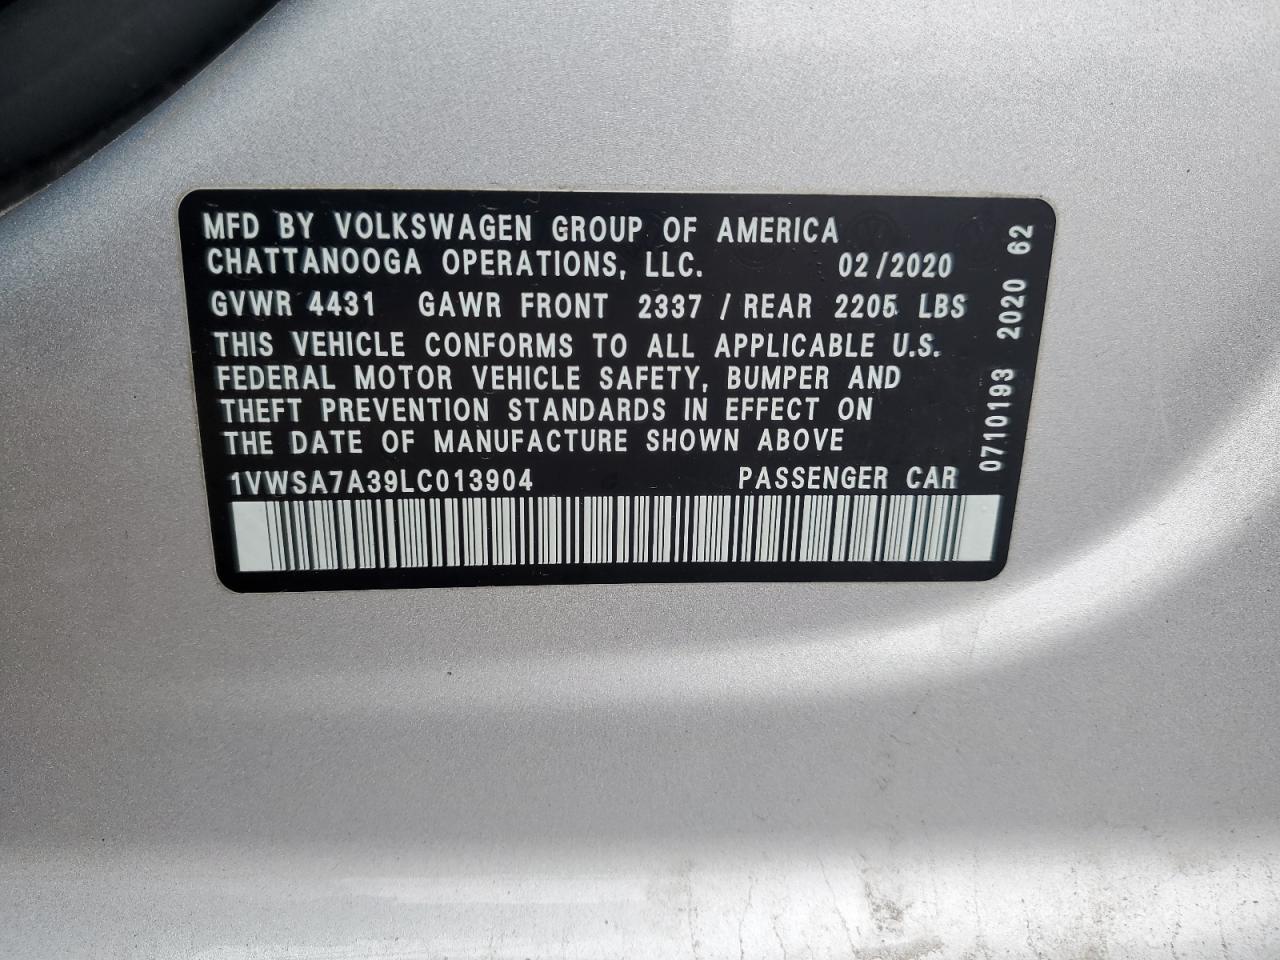 MFD BY VOLKSWAGEN GROUP OF AMERICA
CHATTANOOGA OPERATIONS, LLC. 02/2020
GVWR 4431 GAWR FRONT 2337 / REAR 2205 LBS
THIS VEHICLE CONFORMS TO ALL APPLICABLE U.S.
FEDERAL MOTOR VEHICLE SAFETY, BUMPER AND
THEFT PREVENTION STANDARDS IN EFFECT ON
THE DATE OF MANUFACTURE SHOWN ABOVE
1VWSA7A39LC013904 PASSENGER CAR
0710193 2020 62